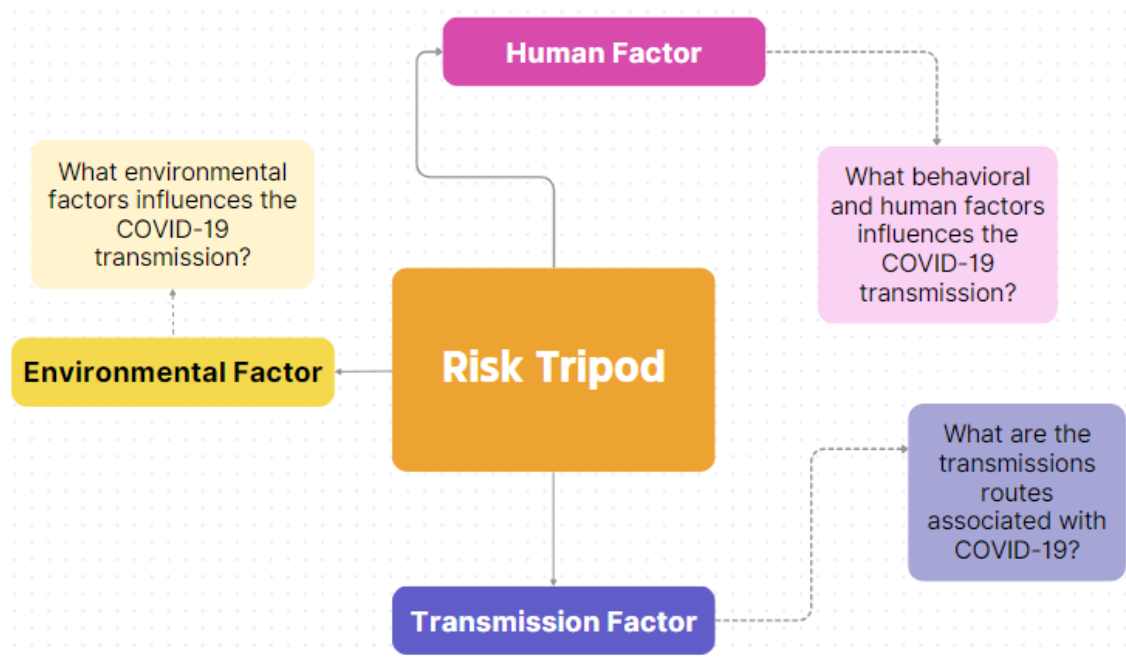 Human Factor
What environmental
factors influences the
COVID-19
transmission?
What behavioral
and human factors
influences the
COVID-19
transmission?
Environmental Factor
Risk Tripod
What are the
transmissions
routes
associated with
COVID-19?
Transmission Factor